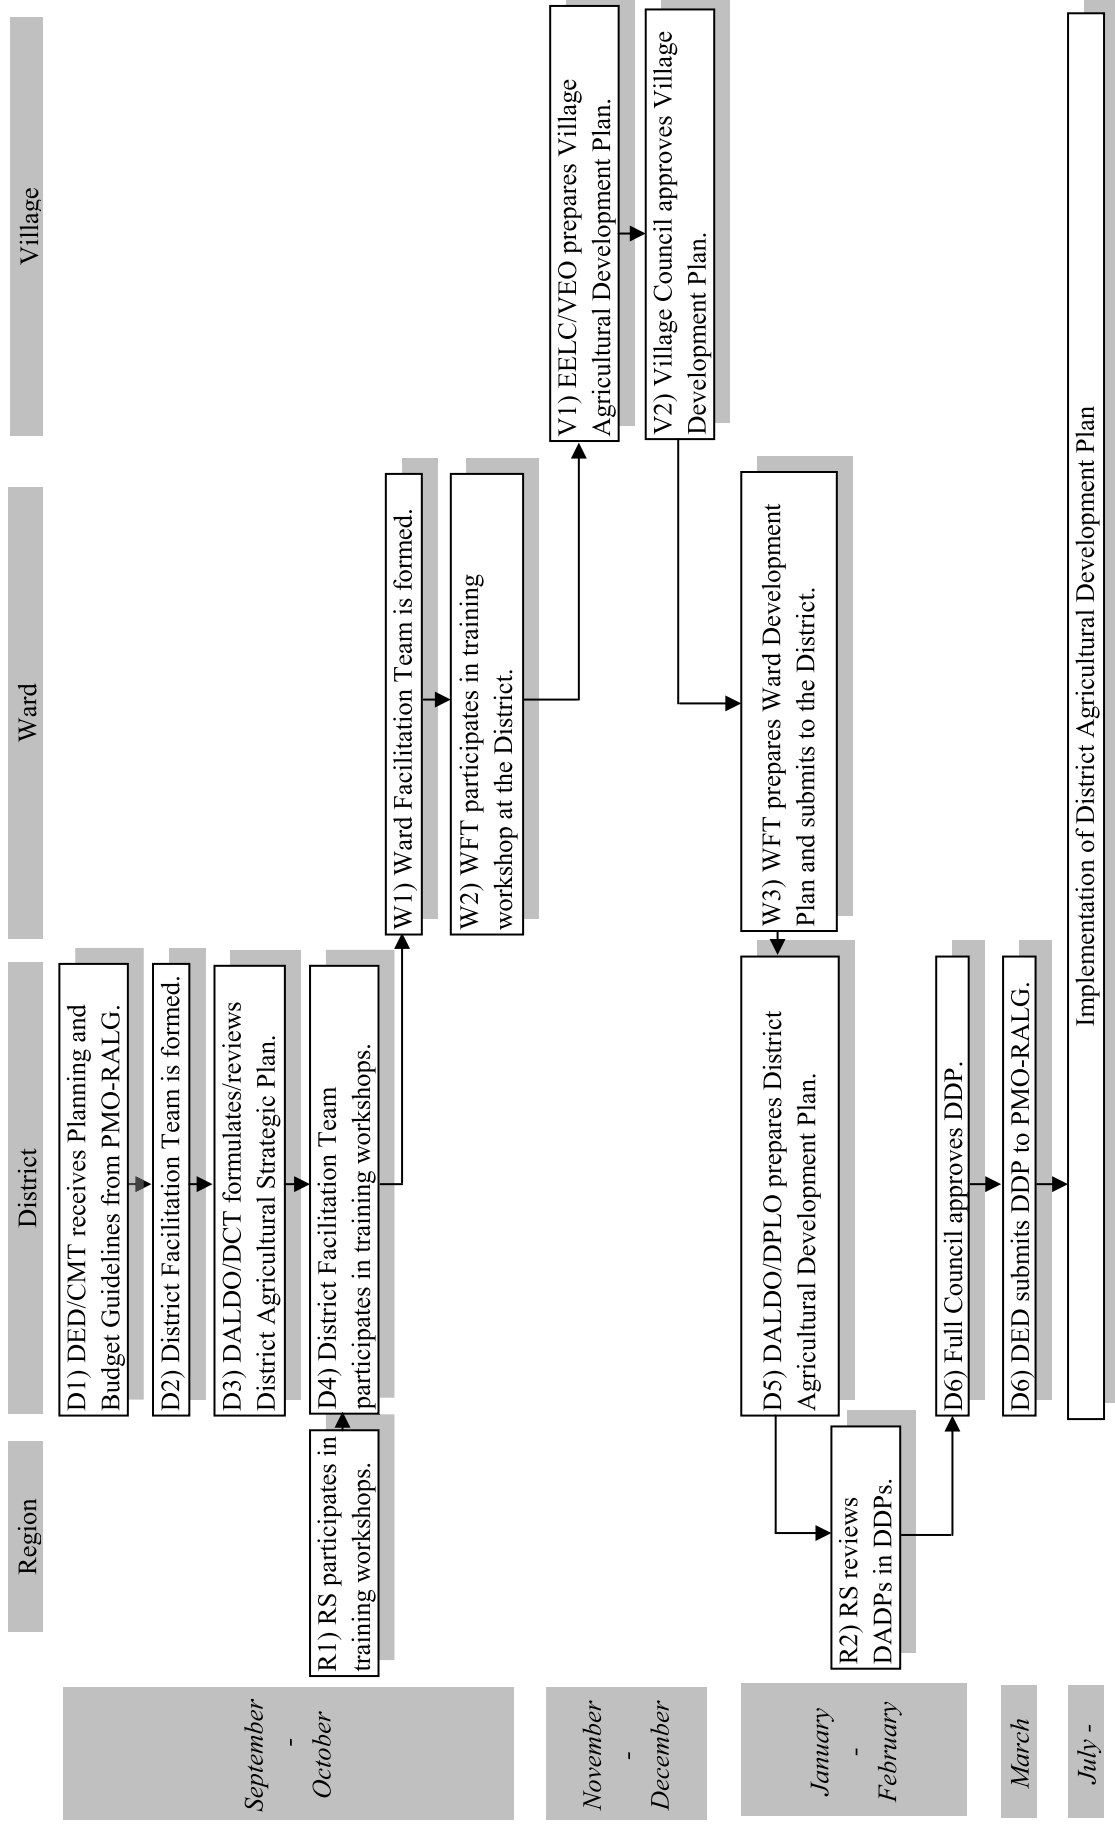 Region
District
Ward
Village
September
-
October
D1) DED/CMT receives Planning and
Budget Guidelines from PMO-RALG.
D2) District Facilitation Team is formed.
D3) DALDO/DCT formulates/reviews
District Agricultural Strategic Plan.
R1) RS participates in
training workshops.
D4) District Facilitation Team
participates in training workshops.
W1) Ward Facilitation Team is formed.
W2) WFT participates in training
workshop at the District.
November
-
December
V1) EELC/VEO prepares Village
Agricultural Development Plan.
V2) Village Council approves Village
Development Plan.
January
-
February
W3) WFT prepares Ward Development
Plan and submits to the District.
D5) DALDO/DPLO prepares District
Agricultural Development Plan.
R2) RS reviews
DADPs in DDPs.
D6) Full Council approves DDP.
March
D6) DED submits DDP to PMO-RALG.
July -
Implementation of District Agricultural Development Plan